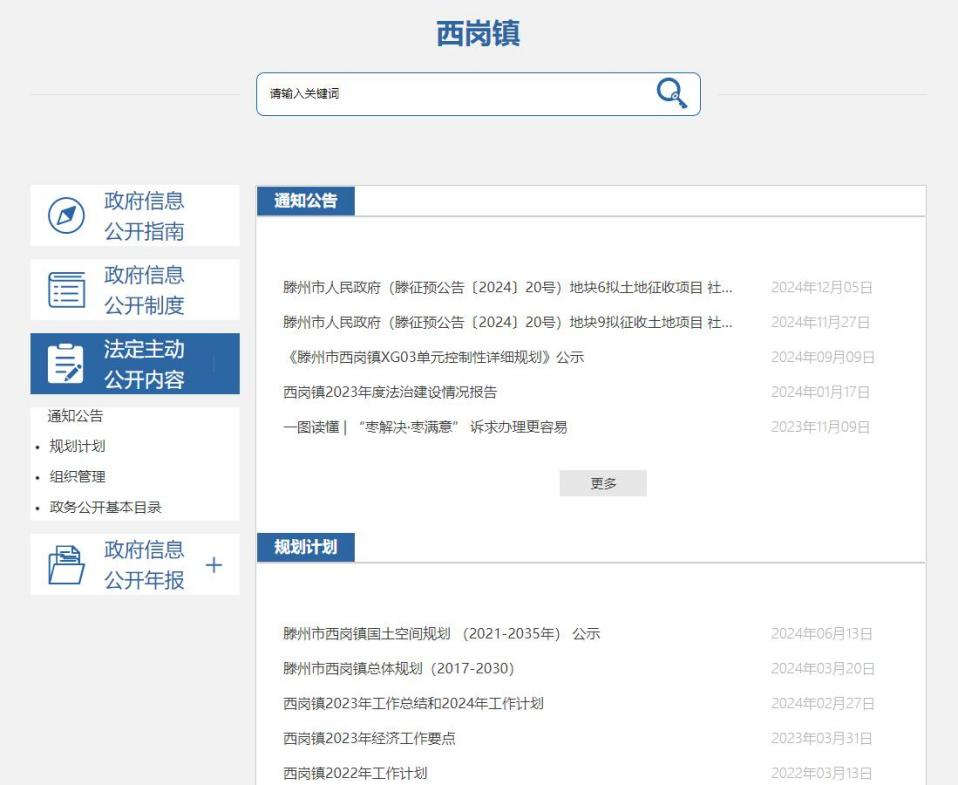 西岗镇
请输入关键词
政府信息
公开指南
政府信息
公开制度
法定主动
公开内容
通知公告
• 规划计划
• 组织管理
• 政务公开基本目录
政府信息
公开年报
+
通知公告
滕州市人民政府（滕征预公告〔2024〕20号）地块6拟土地征收项目 社... 2024年12月05日
滕州市人民政府（滕征预公告〔2024〕20号）地块9拟征收土地项目 社... 2024年11月27日
《滕州市西岗镇XG03单元控制性详细规划》公示 2024年09月09日
西岗镇2023年度法治建设情况报告 2024年01月17日
一图读懂 | “枣解决·枣满意” 诉求办理更容易 2023年11月09日
更多
规划计划
滕州市西岗镇国土空间规划 （2021-2035年） 公示 2024年06月13日
滕州市西岗镇总体规划（2017-2030） 2024年03月20日
西岗镇2023年工作总结和2024年工作计划 2024年02月27日
西岗镇2023年经济工作要点 2023年03月31日
西岗镇2022年工作计划 2022年03月13日